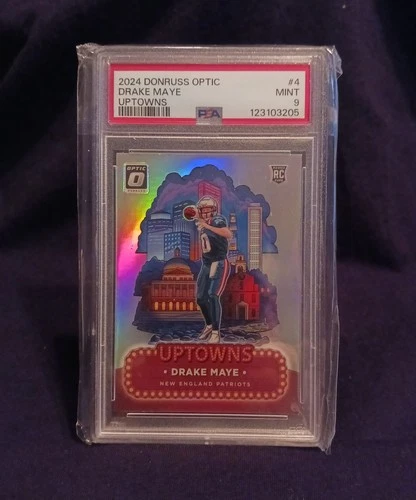 2024 DONRUSS OPTIC #4
DRAKE MAYE MINT
UPTOWNS 9
PSA 123103205
OPTIC
RC
0
UPTOWNS
• DRAKE MAYE •
NEW ENGLAND PATRIOTS